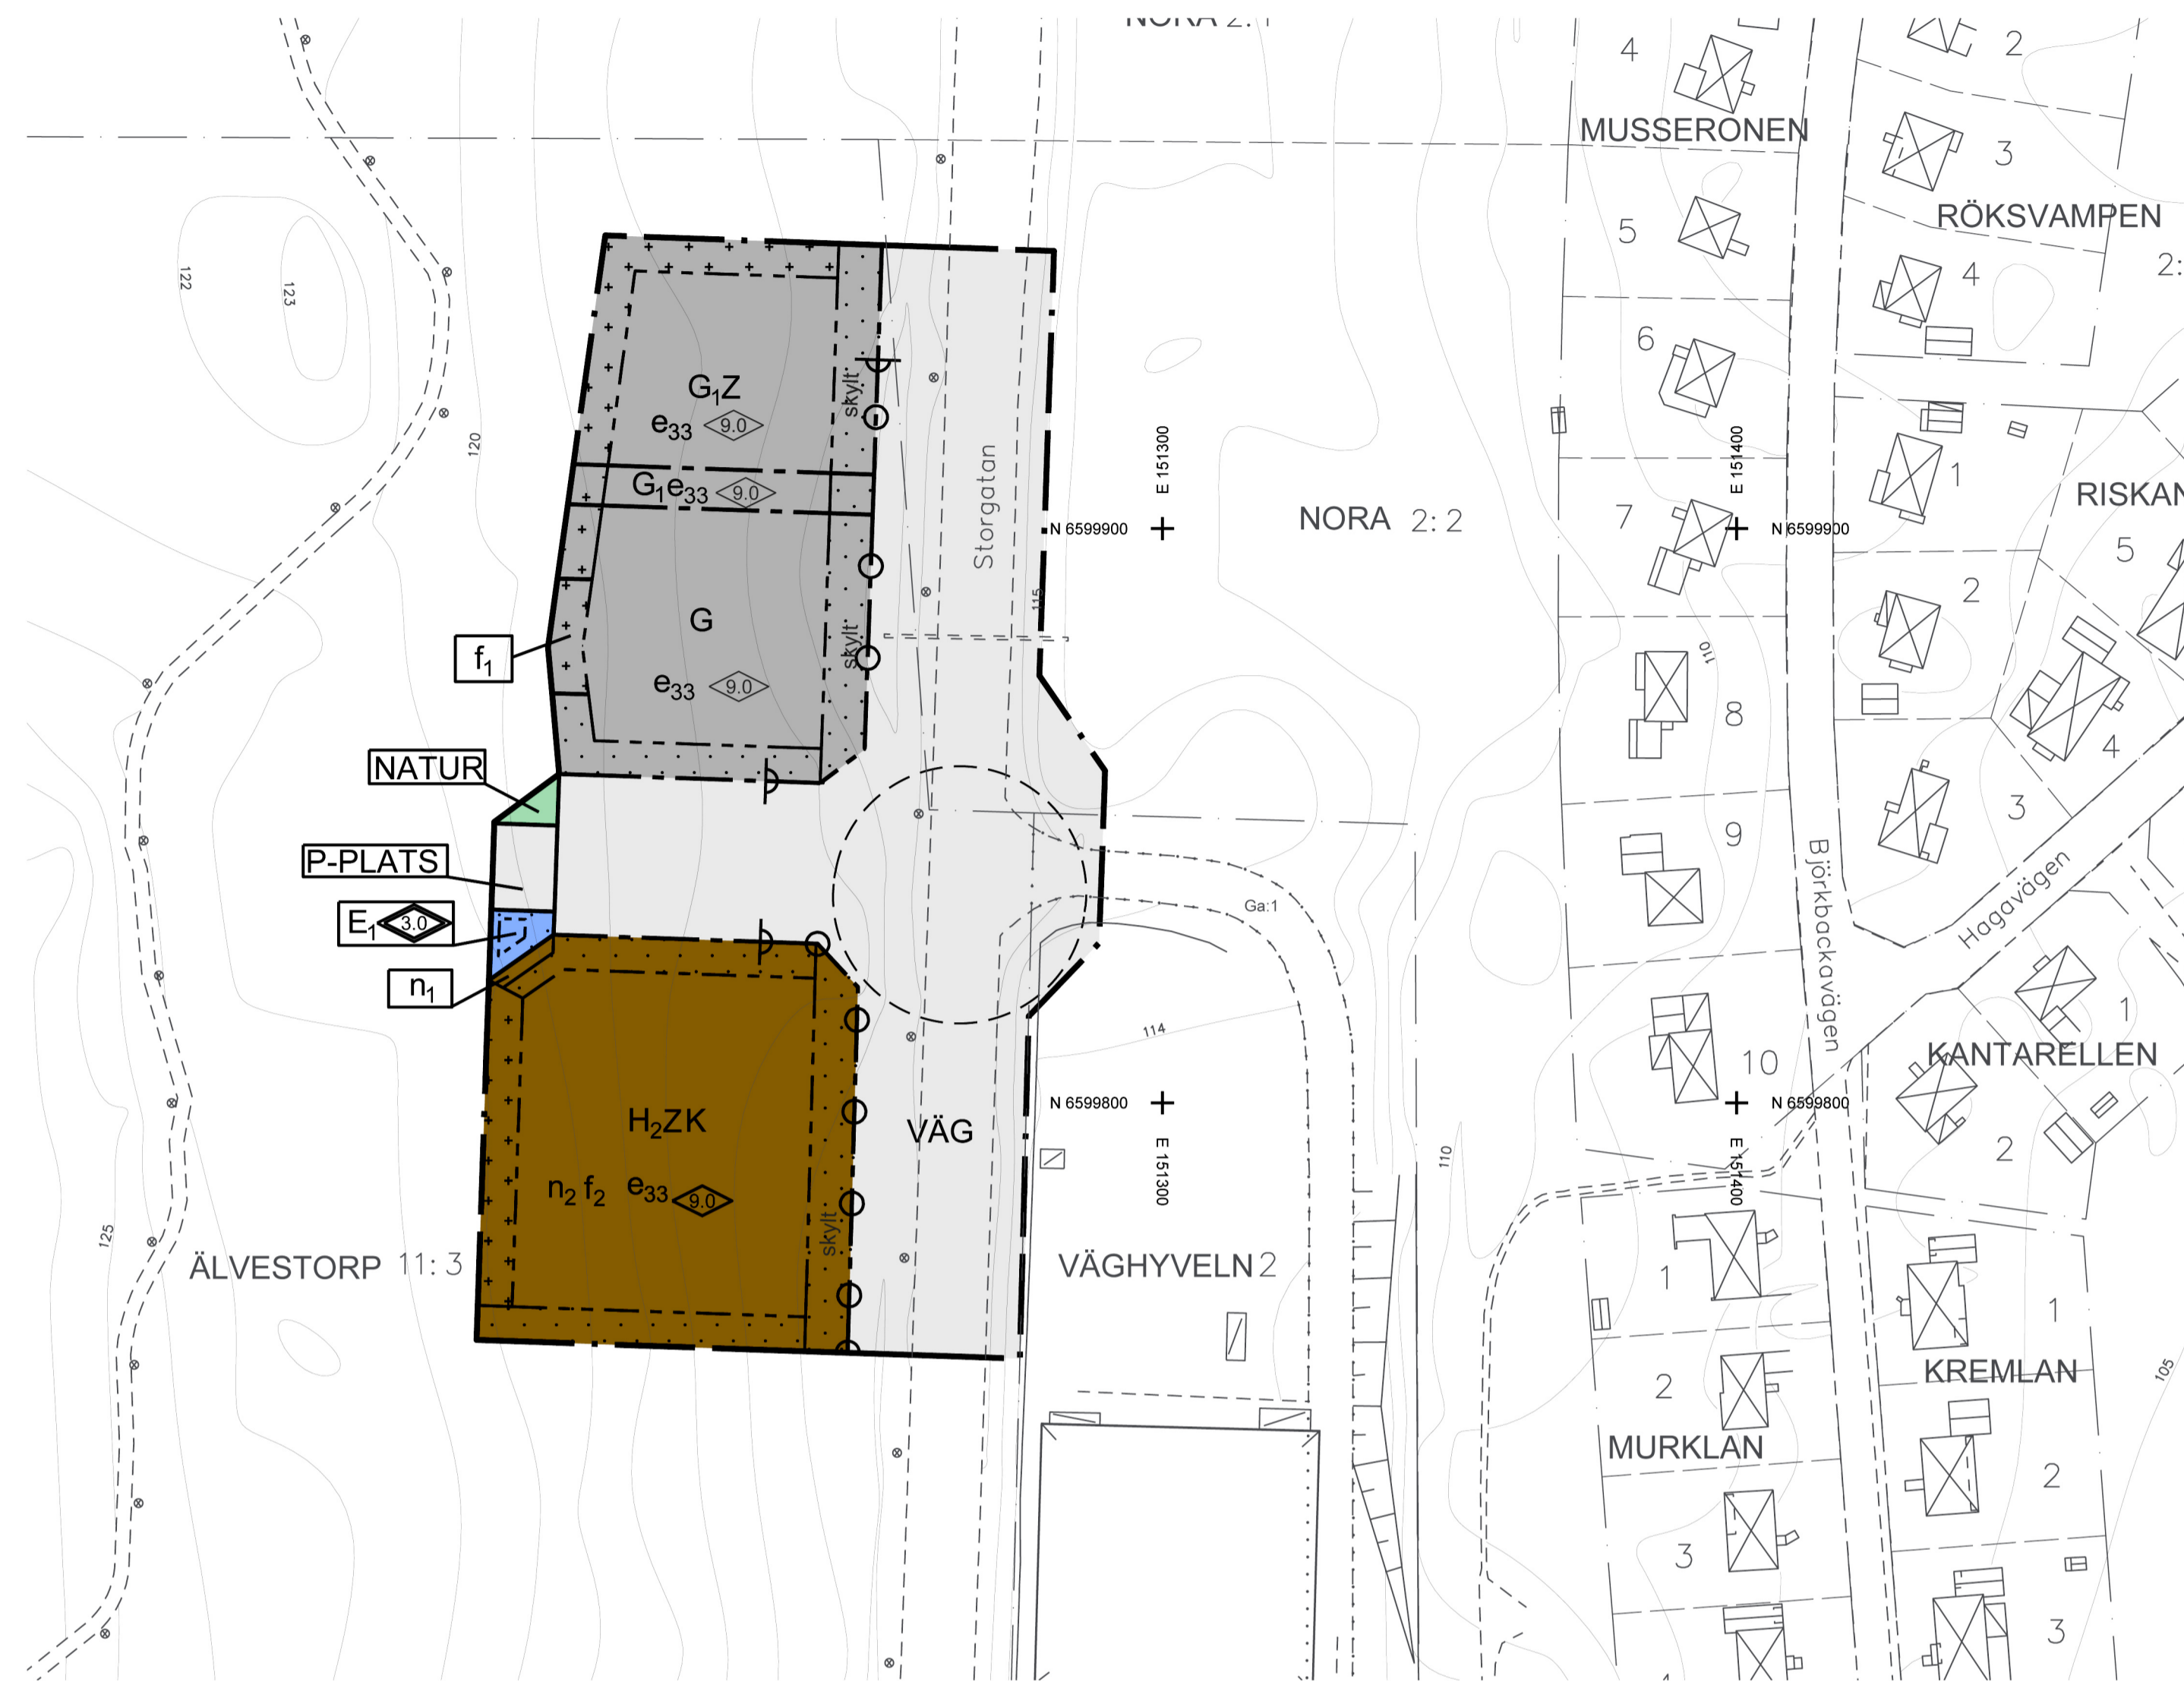 NORA 2:1
4
2
MUSSERONEN
3
RÖKSVAMPEN
5
4
2:
122
123
6
G₁Z
skylt
e₃₃ 9.0
120
E 151300
E 151400
1
G₁e₃₃ 9.0
Storgatan
RISKAN
NORA 2:2
7
N 6599900
N 6599900
5
2
115
G
skylt
f₁
110
e₃₃ 9.0
8
4
NATUR
3
9
P-PLATS
Björkbackavägen
Hagavägen
Ga:1
E₁ 3.0
n₁
1
114
KANTARELLEN
10
N 6599800
N 6599800
H₂ZK
VÄG
2
110
E 151300
E 151400
n₂ f₂ e₃₃ 9.0
skylt
125
ÄLVESTORP 11:3
VÄGHYVELN 2
1
1
105
KREMLAN
2
MURKLAN
2
3
3